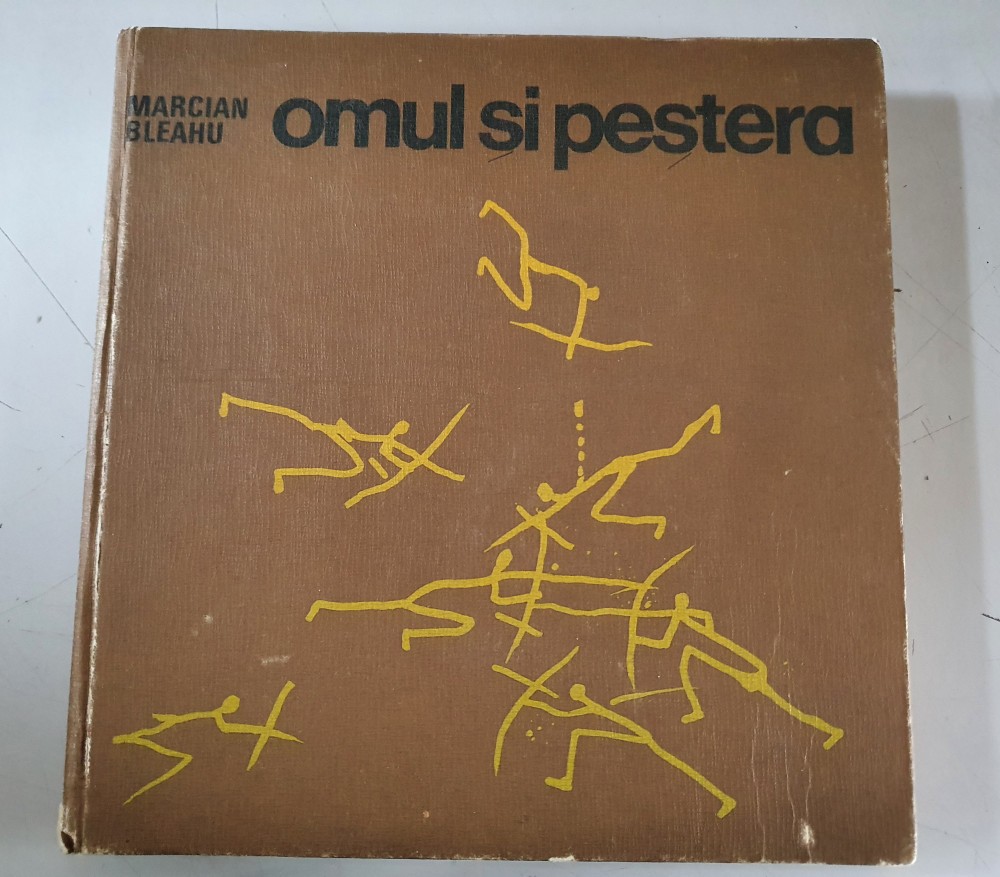 MARCIAN
BLEAHU
omul si pestera